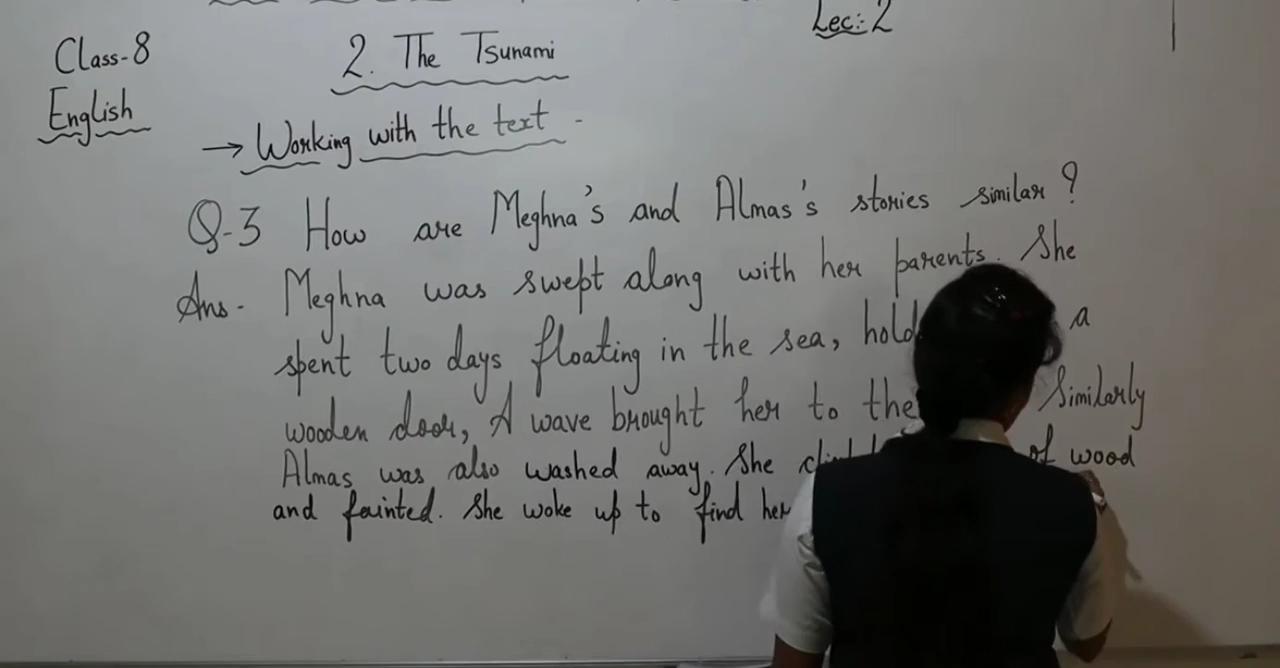 Lec:- 2
Class-8
2. The Tsunami
English
→ Working with the text -
Q-3 How are Meghna's and Almas's stories similar?
Ans- Meghna was swept along with her parents. She
spent two days floating in the sea, a
wooden door, A wave brought her to the Similarly
Almas was also washed away. She of wood
and fainted. She woke up to find